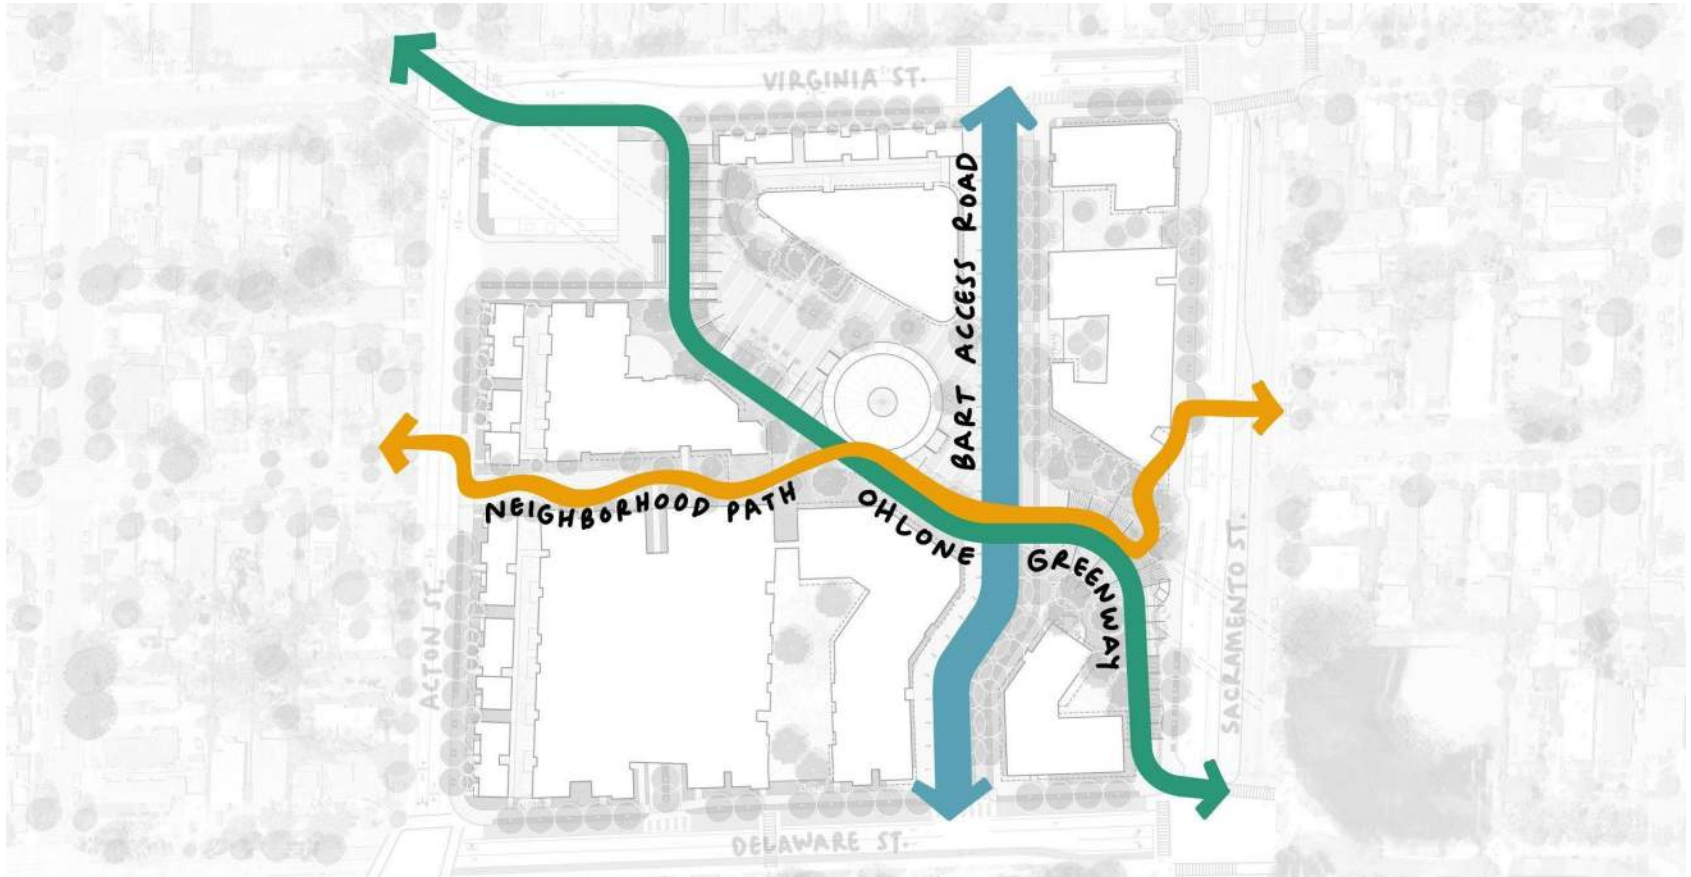 VIRGINIA ST.
BART ACCESS ROAD
NEIGHBORHOOD PATH
OHLONE GREENWAY
ACTON ST.
SACRAMENTO ST.
DELAWARE ST.